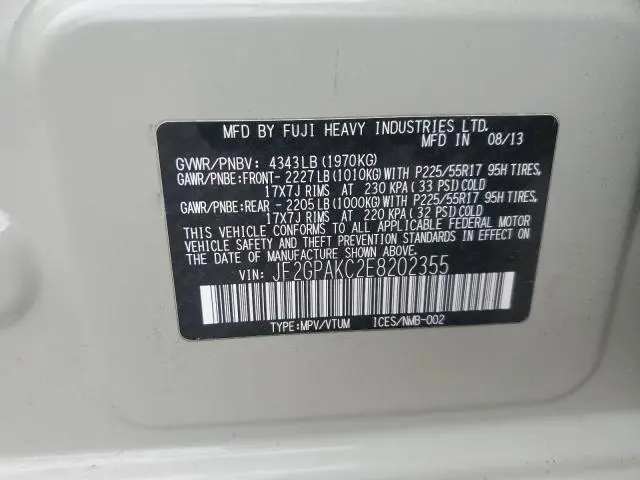 MFD BY FUJI HEAVY INDUSTRIES LTD.
MFD IN 08/13
GVWR/PNBV: 4343LB(1970KG)
GAWR/PNBE:FRONT- 2227LB(1010KG)WITH P225/55R17 95H TIRES,
17X7J RIMS AT 230 KPA(33 PSI)COLD
GAWR/PNBE:REAR - 2205LB(1000KG)WITH P225/55R17 95H TIRES,
17X7J RIMS AT 220 KPA(32 PSI)COLD
THIS VEHICLE CONFORMS TO ALL APPLICABLE FEDERAL MOTOR
VEHICLE SAFETY AND THEFT PREVENTION STANDARDS IN EFFECT ON
THE DATE OF MANUFACTURE SHOWN ABOVE.
VIN: JF2GPAKC2E8202355
TYPE:MPV/VTUM ICES/NMB-002